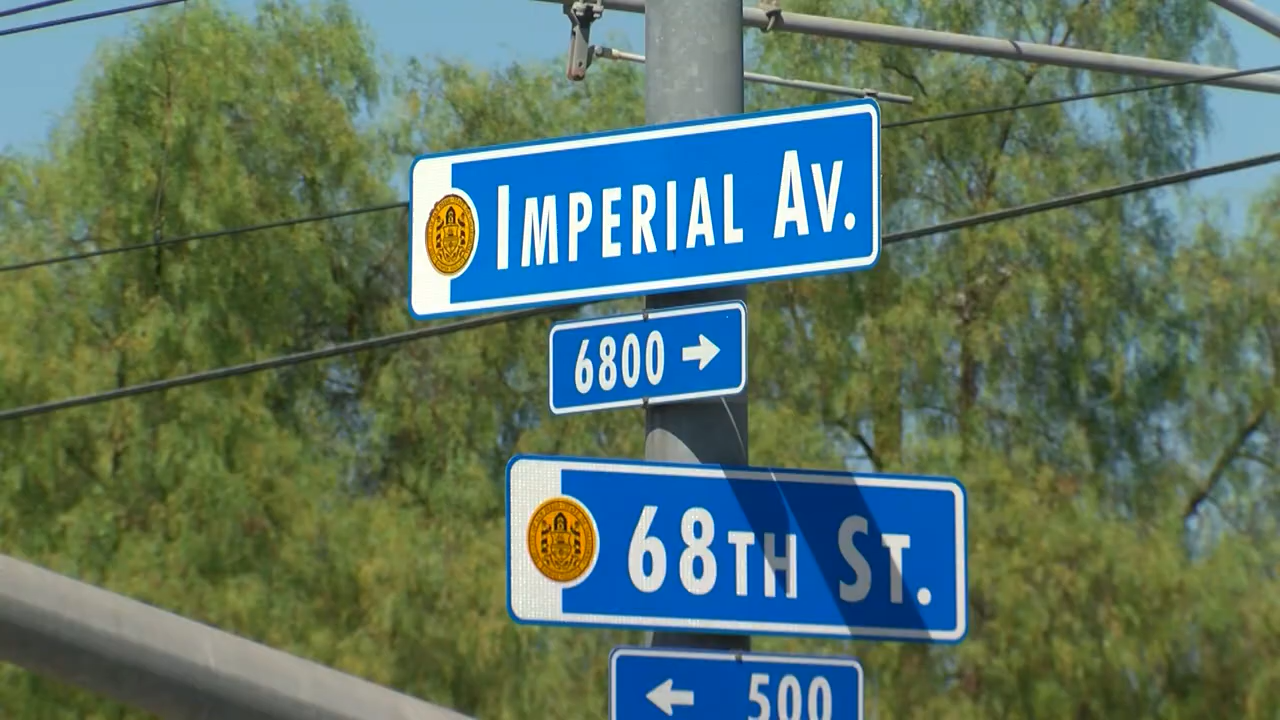 IMPERIAL AV.
6800 →
68TH ST.
← 500